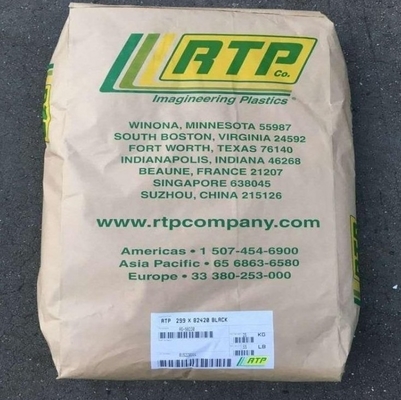 RTP
Co.
Imagineering Plastics®
WINONA, MINNESOTA 55987
SOUTH BOSTON, VIRGINIA 24592
FORT WORTH, TEXAS 76140
INDIANAPOLIS, INDIANA 46268
BEAUNE, FRANCE 21207
SINGAPORE 638045
SUZHOU, CHINA 215126
www.rtpcompany.com
Americas • 1 507-454-6900
Asia Pacific • 65 6863-6580
Europe • 33 380-253-000
RTP 299 X 82420 BLACK
KG
LB
RTP